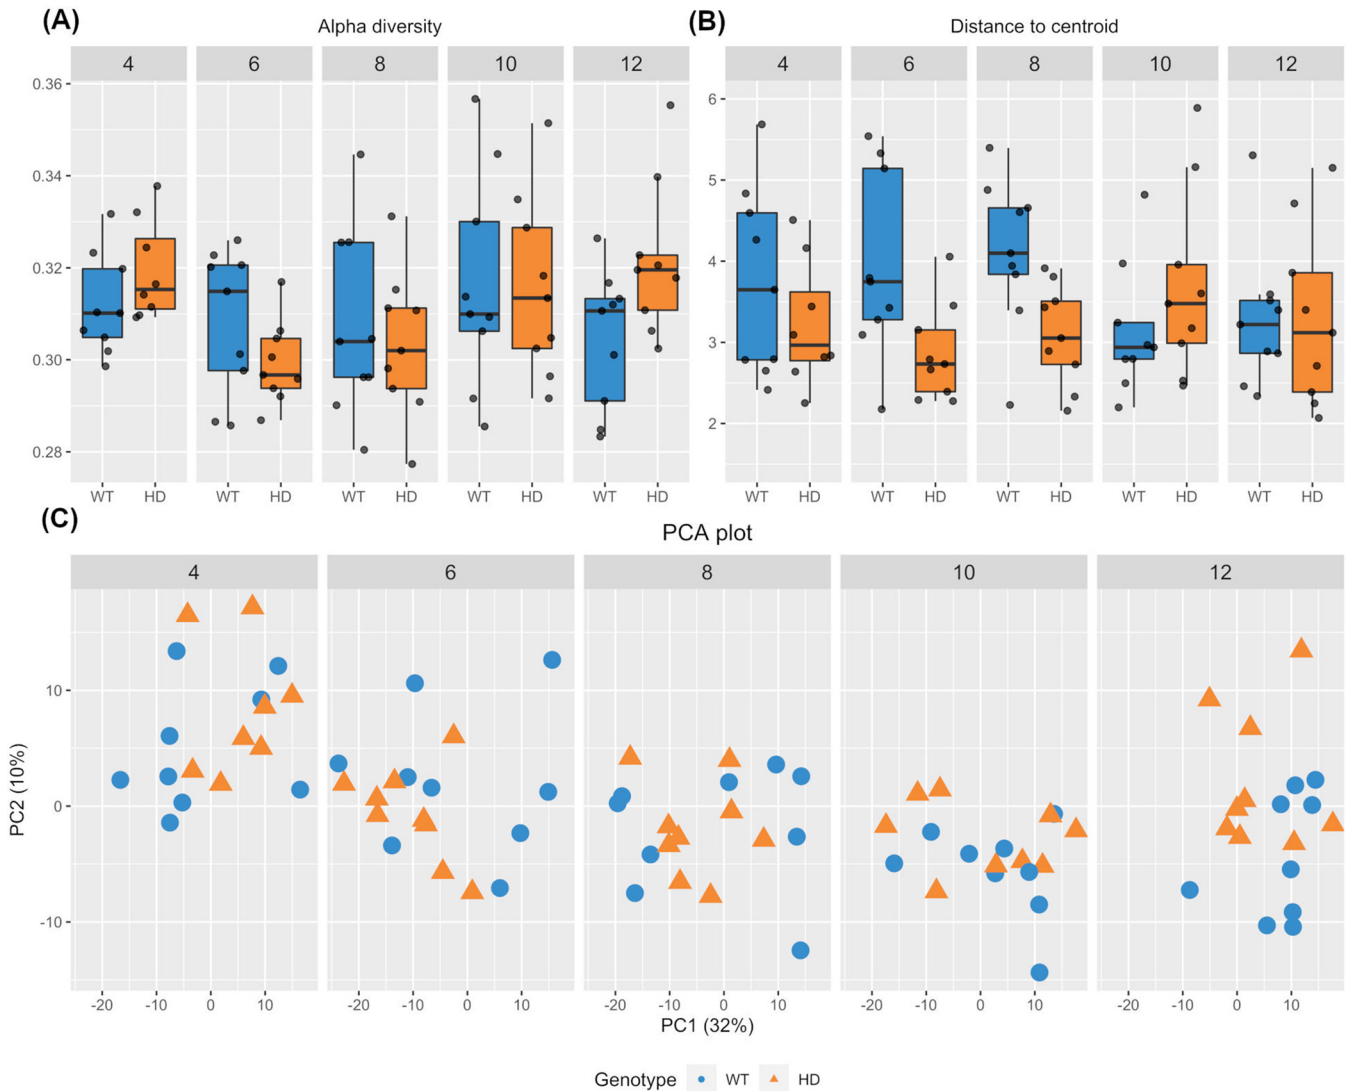 (A) Alpha diversity (B) Distance to centroid
4 6 8 10 12 4 6 8 10 12
0.36
0.34
0.32
0.30
0.28
6
5
4
3
2
WT HD WT HD WT HD WT HD WT HD WT HD WT HD WT HD WT HD WT HD
(C) PCA plot
4 6 8 10 12
PC2 (10%)
10
0
-10
-20 -10 0 10 -20 -10 0 10 -20 -10 0 10 -20 -10 0 10 -20 -10 0 10
PC1 (32%)
Genotype WT HD